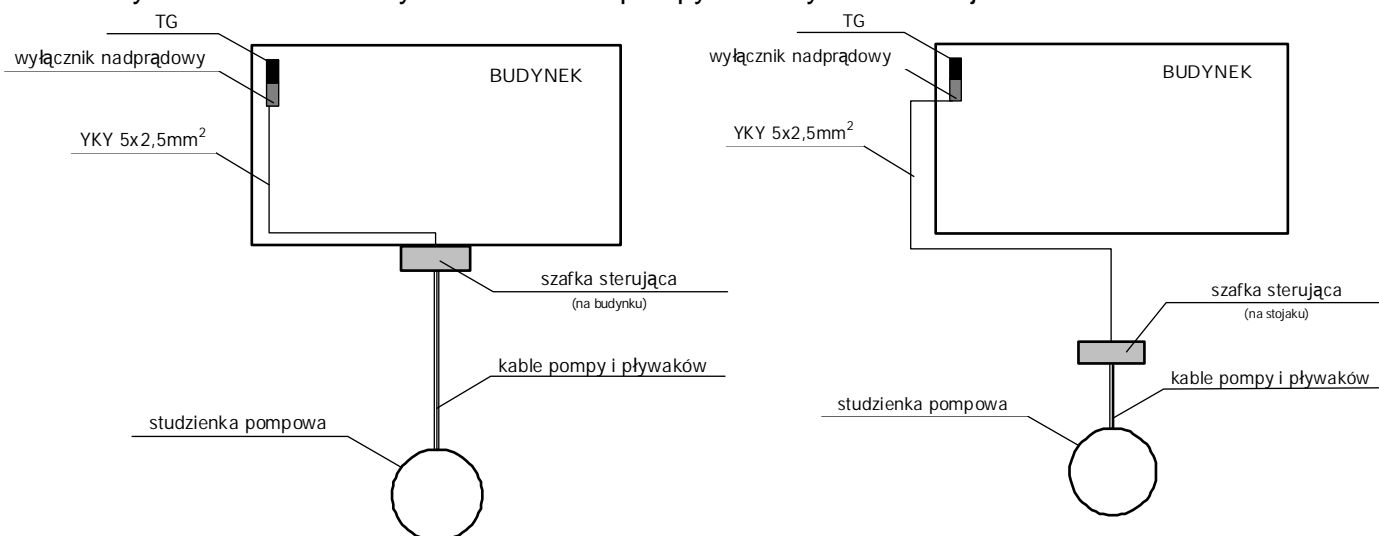 TG
wyłącznik nadprądowy
BUDYNEK
YKY 5x2,5mm²
szafka sterująca
(na budynku)
kable pompy i pływaków
studzienka pompowa
TG
wyłącznik nadprądowy
BUDYNEK
YKY 5x2,5mm²
szafka sterująca
(na stojaku)
kable pompy i pływaków
studzienka pompowa